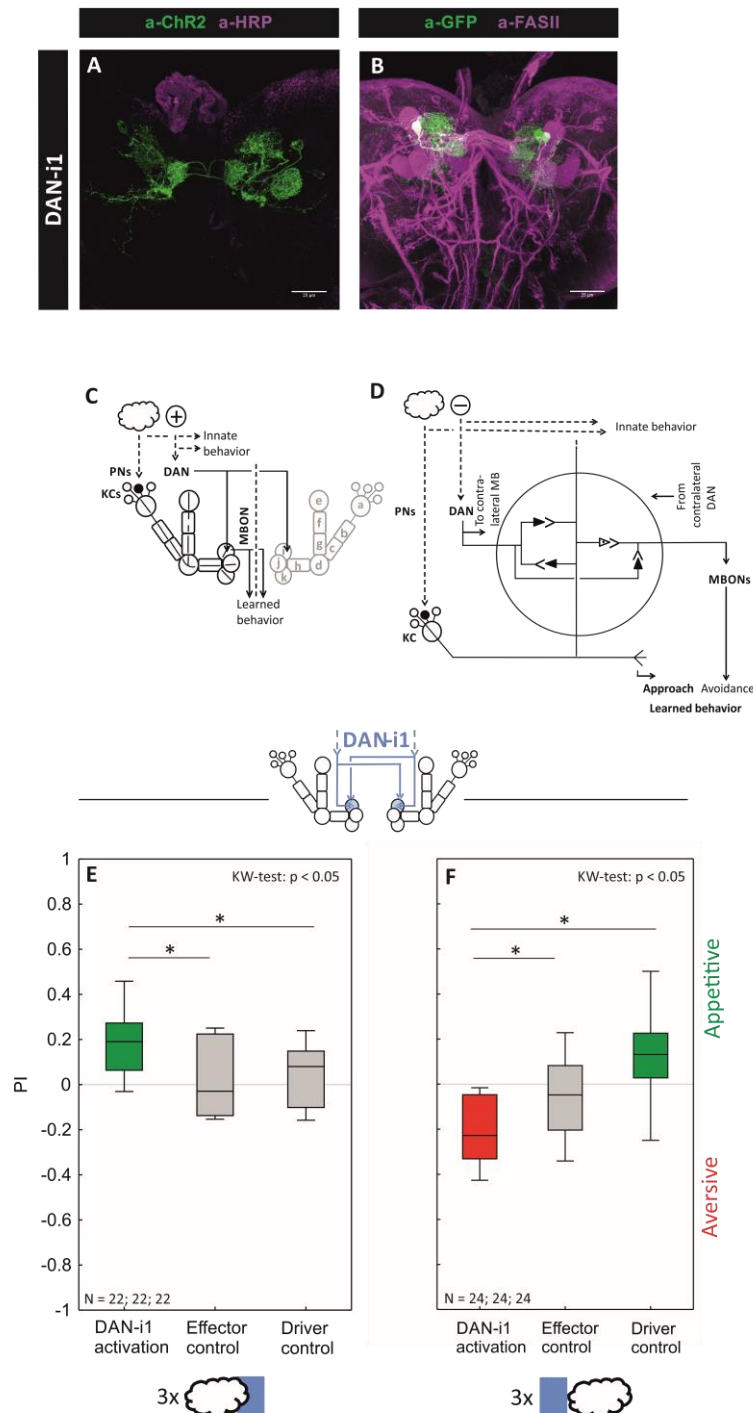 a-ChR2 a-HRP
a-GFP a-FASII
DAN-i1
A
B
25 µm
25 µm
C
+
Innate
behavior
PNs
DAN
KCs
MBON
e
f
g
d
h
i
j
k
c
b
a
Learned
behavior
D
−
Innate behavior
PNs
DAN
To contra-
lateral MB
From
contralateral
DAN
MBONs
KC
Approach Avoidance
Learned behavior
DAN-i1
E
KW-test: p < 0.05
*
*
PI
1
0.8
0.6
0.4
0.2
0
-0.2
-0.4
-0.6
-0.8
-1
N = 22; 22; 22
DAN-i1
activation
Effector
control
Driver
control
3x
F
KW-test: p < 0.05
*
*
N = 24; 24; 24
DAN-i1
activation
Effector
control
Driver
control
3x
Appetitive
Aversive